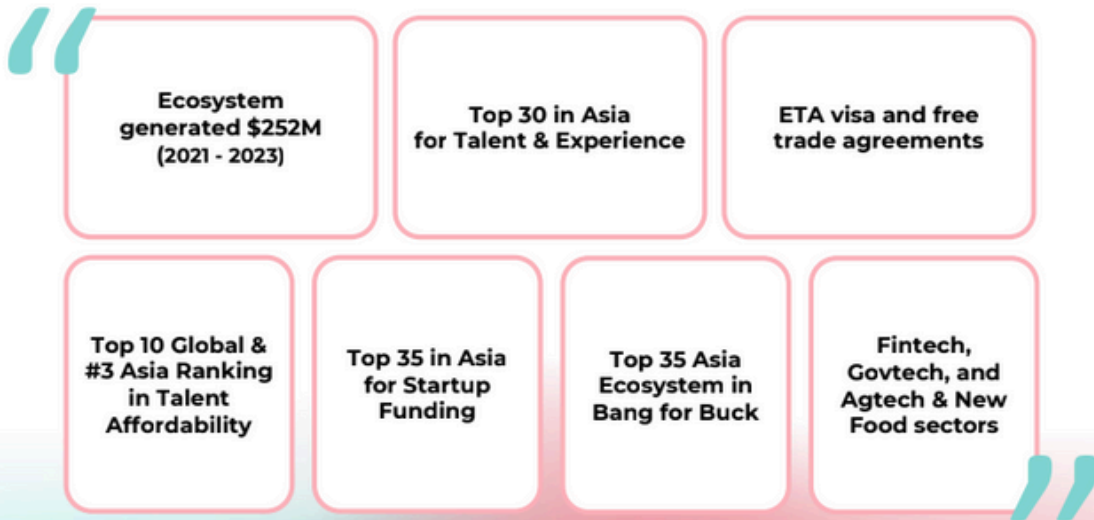 Ecosystem
generated $252M
(2021 - 2023)
Top 30 in Asia
for Talent & Experience
ETA visa and free
trade agreements
Top 10 Global &
#3 Asia Ranking
in Talent
Affordability
Top 35 in Asia
for Startup
Funding
Top 35 Asia
Ecosystem in
Bang for Buck
Fintech,
Govtech, and
Agtech & New
Food sectors